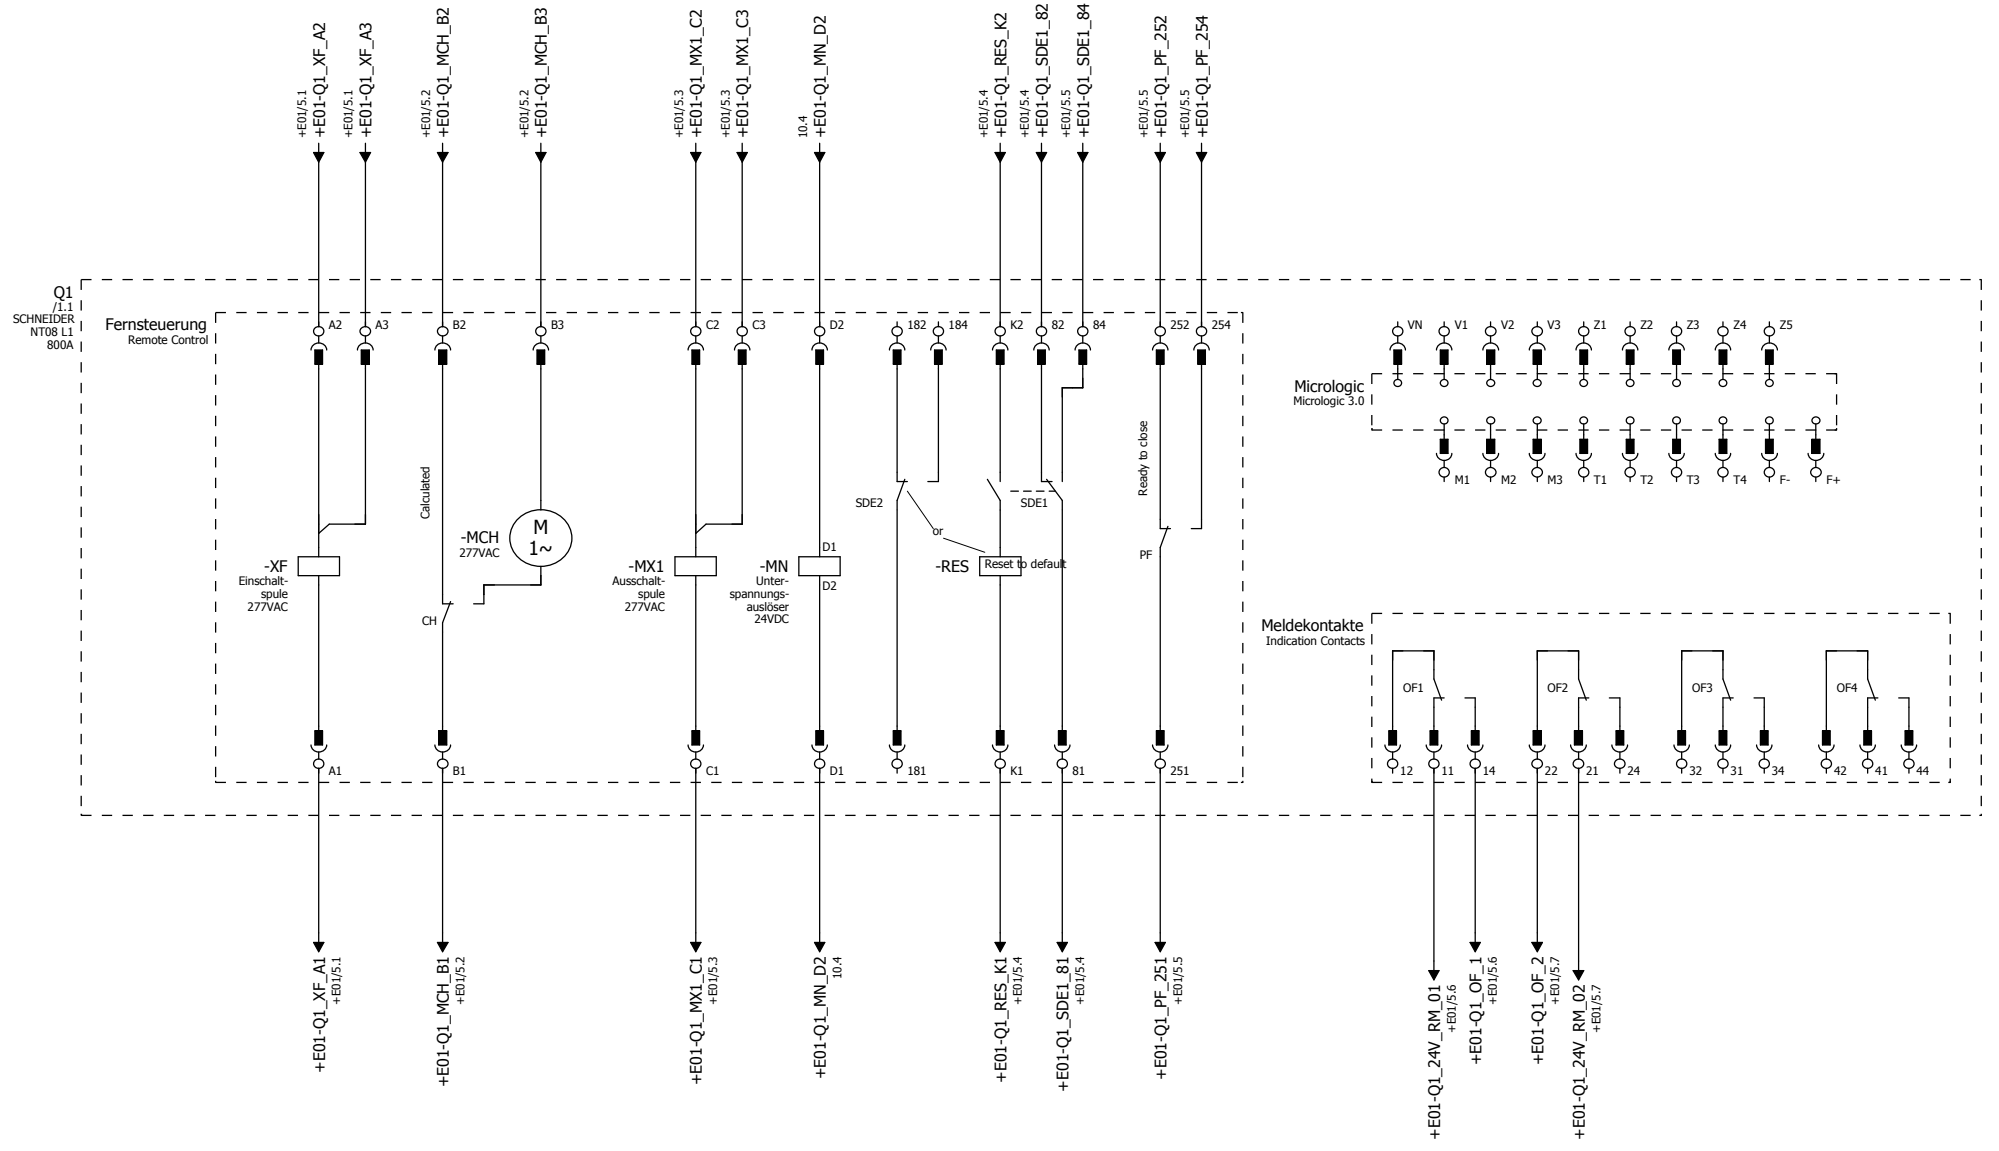 +E01/5.1
+E01-Q1_XF_A2
+E01/5.1
+E01-Q1_XF_A3
+E01/5.2
+E01-Q1_MCH_B2
+E01/5.2
+E01-Q1_MCH_B3
+E01/5.3
+E01-Q1_MX1_C2
+E01/5.3
+E01-Q1_MX1_C3
10.4
+E01-Q1_MN_D2
+E01/5.4
+E01-Q1_RES_K2
+E01/5.4
+E01-Q1_SDE1_82
+E01/5.5
+E01-Q1_SDE1_84
+E01/5.5
+E01-Q1_PF_252
+E01/5.5
+E01-Q1_PF_254
Q1
/1.1
SCHNEIDER
NT08 L1
800A
Fernsteuerung
Remote Control
A2
A3
B2
B3
C2
C3
D2
182
184
K2
82
84
252
254
VN
V1
V2
V3
Z1
Z2
Z3
Z4
Z5
Micrologic
Micrologic 3.0
M1
M2
M3
T1
T2
T3
T4
F-
F+
Calculated
Ready to close
SDE2
SDE1
or
-MCH
277VAC
M
1~
-XF
Einschalt-
spule
277VAC
CH
-MX1
Ausschalt-
spule
277VAC
-MN
Unter-
spannungs-
auslöser
24VDC
D1
D2
-RES
Reset to default
PF
Meldekontakte
Indication Contacts
OF1
OF2
OF3
OF4
A1
B1
C1
D1
181
K1
81
251
12
11
14
22
21
24
32
31
34
42
41
44
+E01-Q1_XF_A1
+E01/5.1
+E01-Q1_MCH_B1
+E01/5.2
+E01-Q1_MX1_C1
+E01/5.3
+E01-Q1_MN_D2
10.4
+E01-Q1_RES_K1
+E01/5.4
+E01-Q1_SDE1_81
+E01/5.4
+E01-Q1_PF_251
+E01/5.5
+E01-Q1_24V_RM_01
+E01/5.6
+E01-Q1_OF_1
+E01/5.6
+E01-Q1_OF_2
+E01/5.7
+E01-Q1_24V_RM_02
+E01/5.7